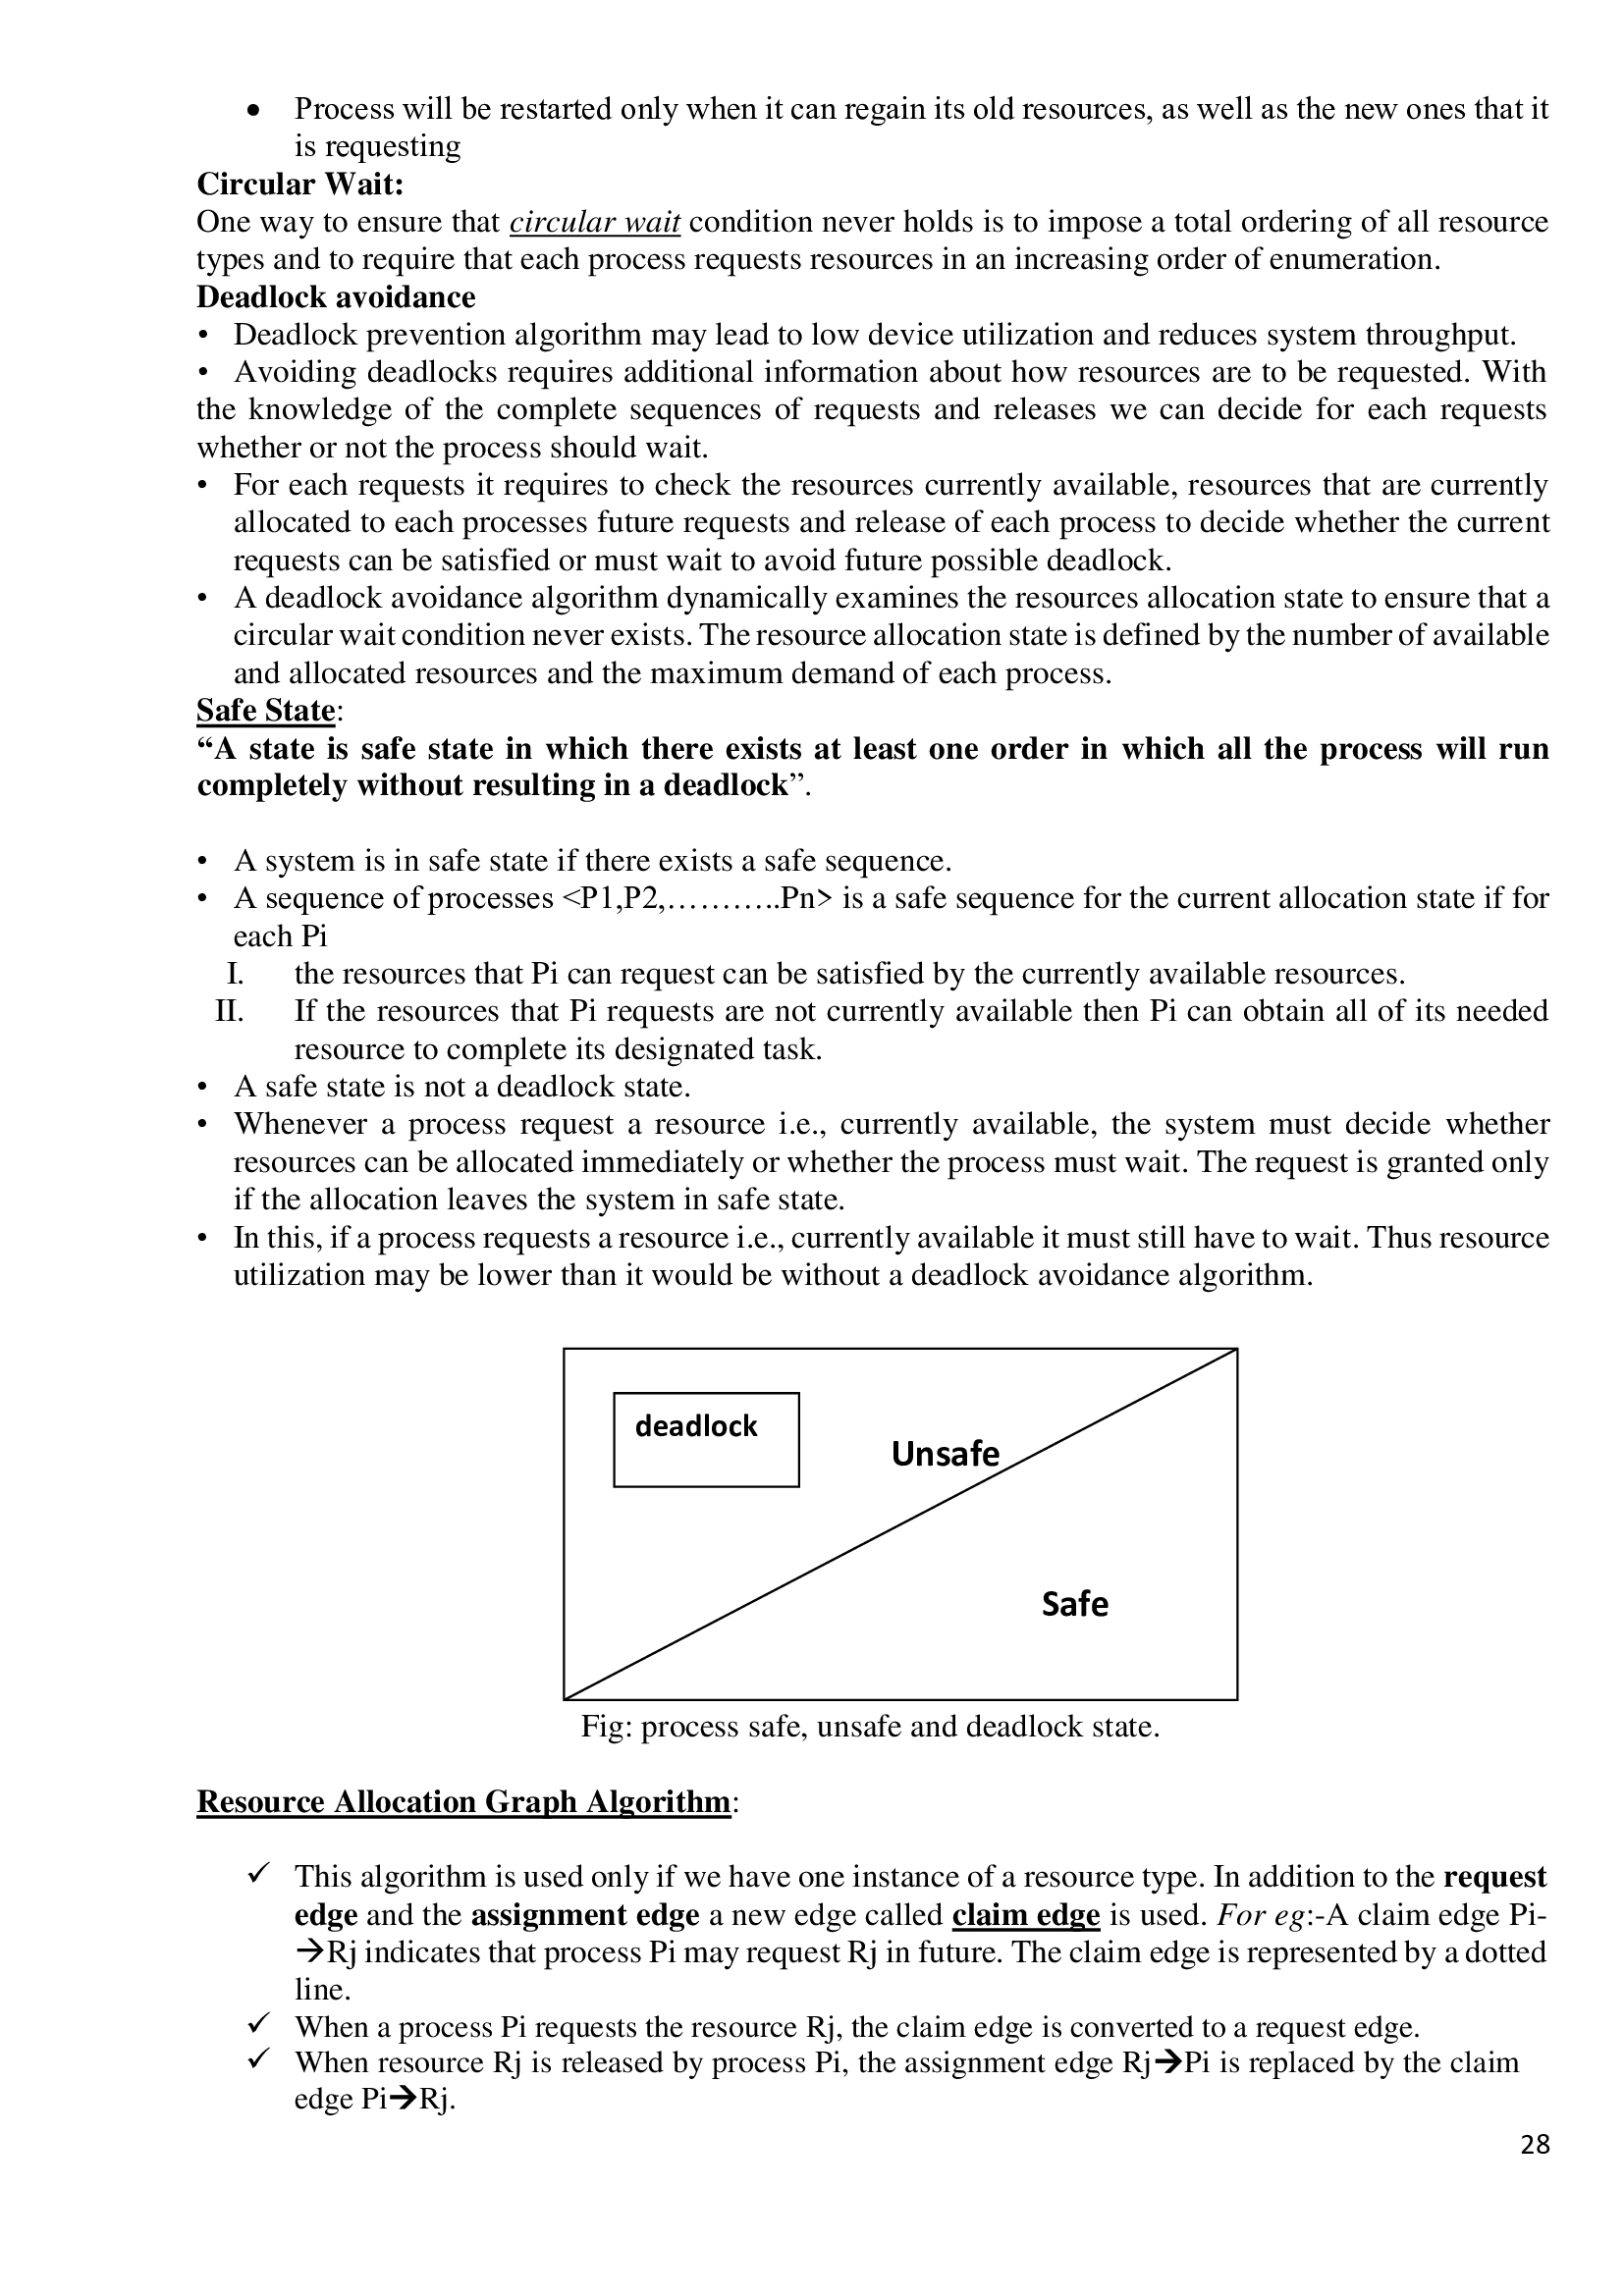 • Process will be restarted only when it can regain its old resources, as well as the new ones that it
is requesting
Circular Wait:
One way to ensure that circular wait condition never holds is to impose a total ordering of all resource
types and to require that each process requests resources in an increasing order of enumeration.
Deadlock avoidance
• Deadlock prevention algorithm may lead to low device utilization and reduces system throughput.
• Avoiding deadlocks requires additional information about how resources are to be requested. With
the knowledge of the complete sequences of requests and releases we can decide for each requests
whether or not the process should wait.
• For each requests it requires to check the resources currently available, resources that are currently
allocated to each processes future requests and release of each process to decide whether the current
requests can be satisfied or must wait to avoid future possible deadlock.
• A deadlock avoidance algorithm dynamically examines the resources allocation state to ensure that a
circular wait condition never exists. The resource allocation state is defined by the number of available
and allocated resources and the maximum demand of each process.
Safe State:
“A state is safe state in which there exists at least one order in which all the process will run
completely without resulting in a deadlock”.
• A system is in safe state if there exists a safe sequence.
• A sequence of processes <P1,P2,………..Pn> is a safe sequence for the current allocation state if for
each Pi
I. the resources that Pi can request can be satisfied by the currently available resources.
II. If the resources that Pi requests are not currently available then Pi can obtain all of its needed
resource to complete its designated task.
• A safe state is not a deadlock state.
• Whenever a process request a resource i.e., currently available, the system must decide whether
resources can be allocated immediately or whether the process must wait. The request is granted only
if the allocation leaves the system in safe state.
• In this, if a process requests a resource i.e., currently available it must still have to wait. Thus resource
utilization may be lower than it would be without a deadlock avoidance algorithm.
deadlock
Unsafe
Safe
Fig: process safe, unsafe and deadlock state.
Resource Allocation Graph Algorithm:
✓ This algorithm is used only if we have one instance of a resource type. In addition to the request
edge and the assignment edge a new edge called claim edge is used. For eg:-A claim edge Pi-
→Rj indicates that process Pi may request Rj in future. The claim edge is represented by a dotted
line.
✓ When a process Pi requests the resource Rj, the claim edge is converted to a request edge.
✓ When resource Rj is released by process Pi, the assignment edge Rj→Pi is replaced by the claim
edge Pi→Rj.
28